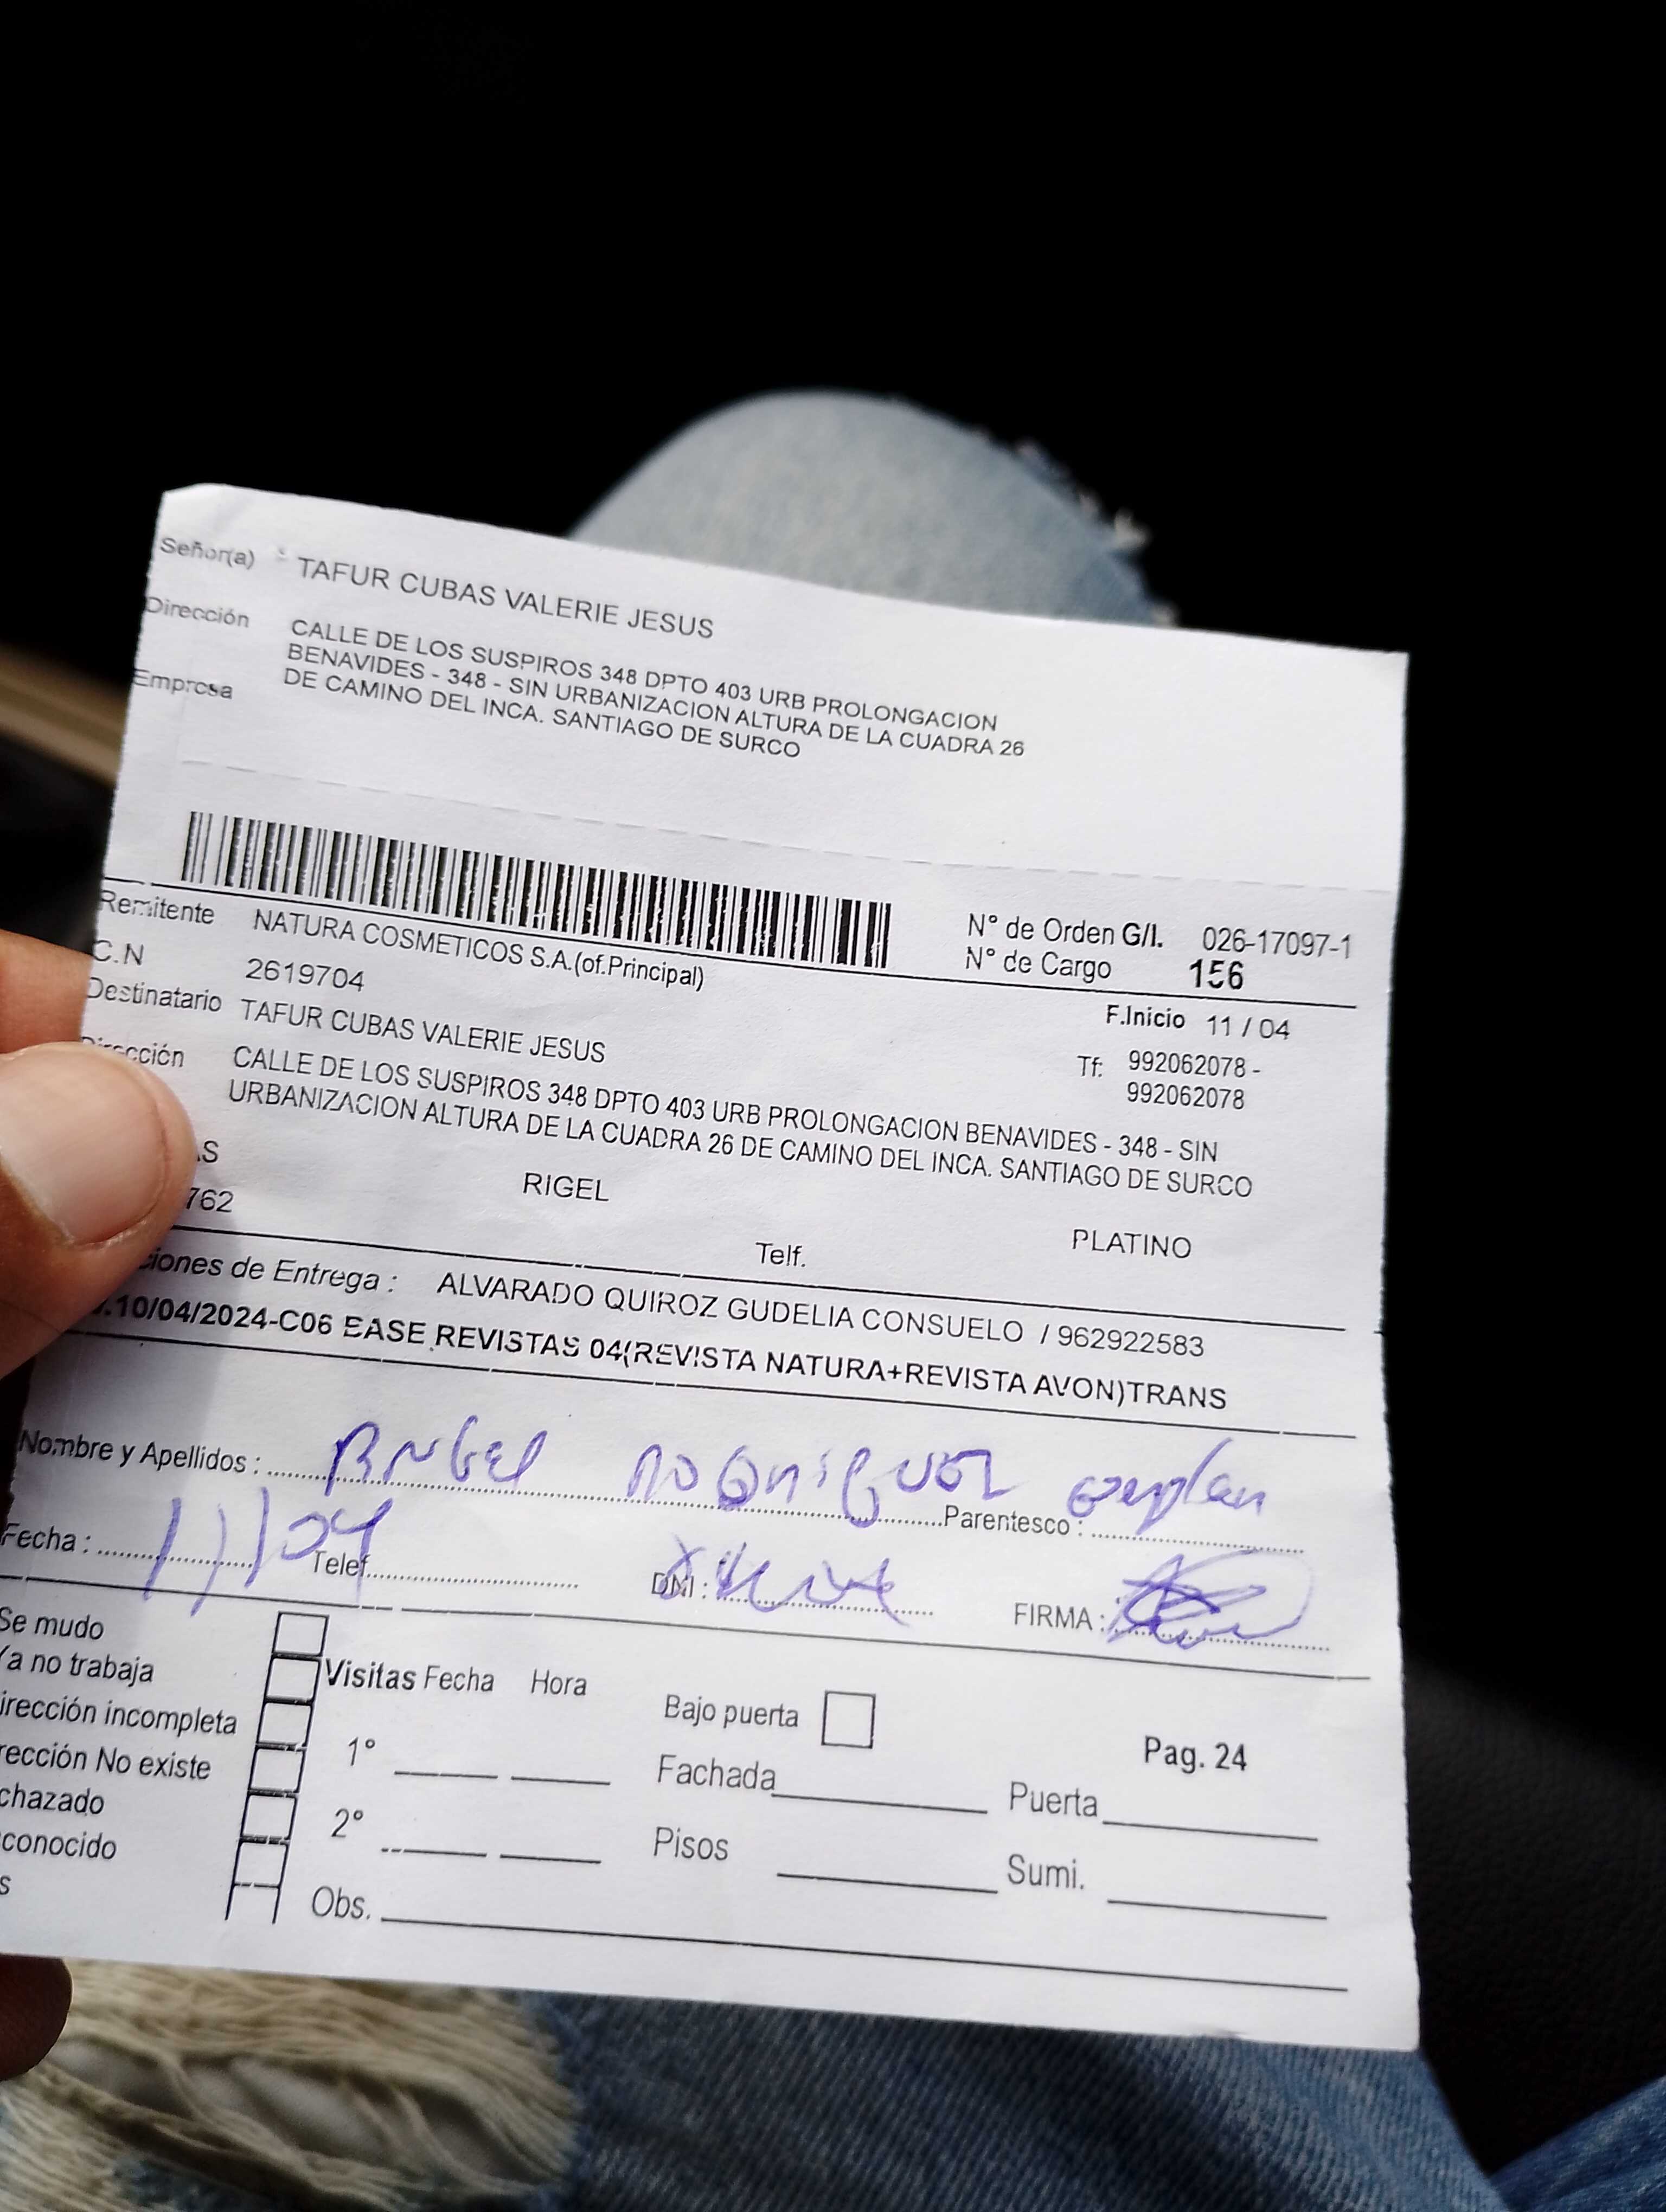 Señor(a) : TAFUR CUBAS VALERIE JESUS
Dirección CALLE DE LOS SUSPIROS 348 DPTO 403 URB PROLONGACION
BENAVIDES - 348 - SIN URBANIZACION ALTURA DE LA CUADRA 26
DE CAMINO DEL INCA. SANTIAGO DE SURCO
Empresa
N° de Orden G/I. 026-17097-1
N° de Cargo 156
Remitente NATURA COSMETICOS S.A.(of.Principal)
C.N 2619704
F.Inicio 11 / 04
Destinatario TAFUR CUBAS VALERIE JESUS
Tf: 992062078 -
992062078
Dirección CALLE DE LOS SUSPIROS 348 DPTO 403 URB PROLONGACION BENAVIDES - 348 - SIN
URBANIZACION ALTURA DE LA CUADRA 26 DE CAMINO DEL INCA. SANTIAGO DE SURCO
AS RIGEL PLATINO
762 Telf.
ciones de Entrega : ALVARADO QUIROZ GUDELIA CONSUELO / 962922583
.10/04/2024-C06 BASE REVISTAS 04(REVISTA NATURA+REVISTA AVON)TRANS
Nombre y Apellidos : Parentesco :
Fecha : 11/04 Telef. DNI : FIRMA :
Se mudo
Ya no trabaja
irección incompleta
rección No existe
chazado
conocido
s
Visitas Fecha Hora
1°
2°
Obs.
Bajo puerta
Fachada
Pisos
Pag. 24
Puerta
Sumi.